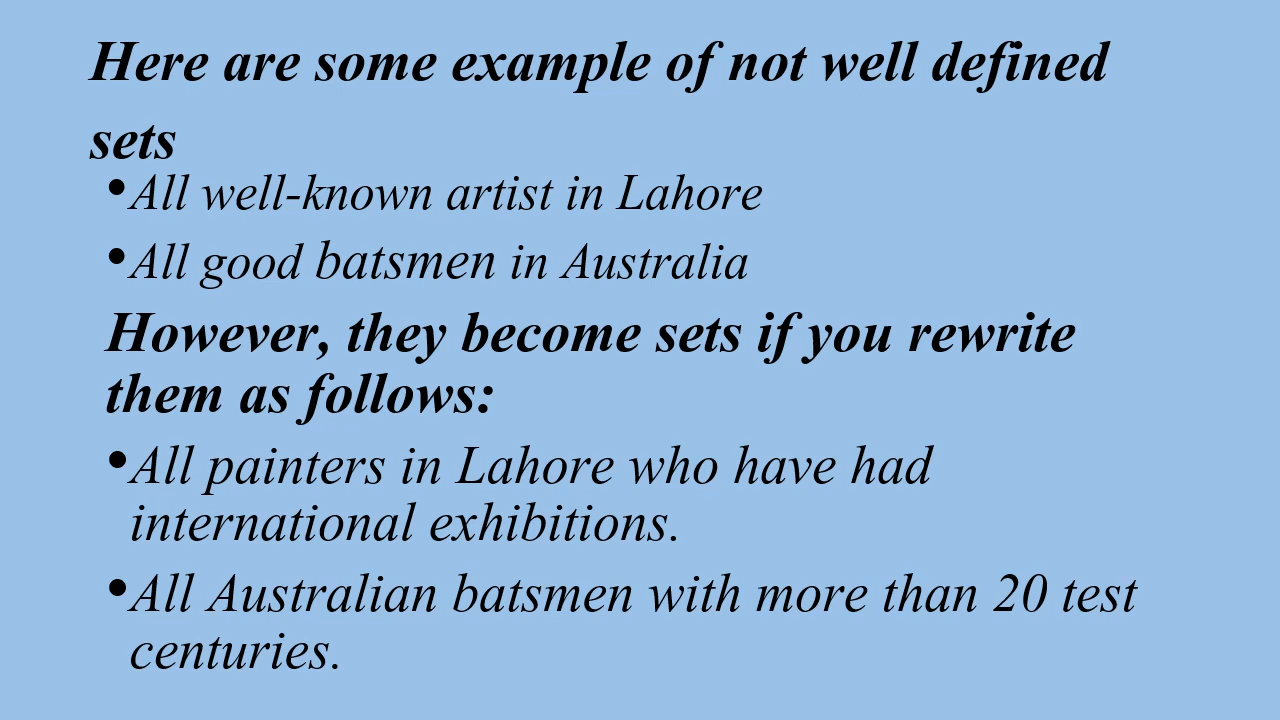 Here are some example of not well defined
sets
•All well-known artist in Lahore
•All good batsmen in Australia
However, they become sets if you rewrite
them as follows:
•All painters in Lahore who have had
international exhibitions.
•All Australian batsmen with more than 20 test
centuries.